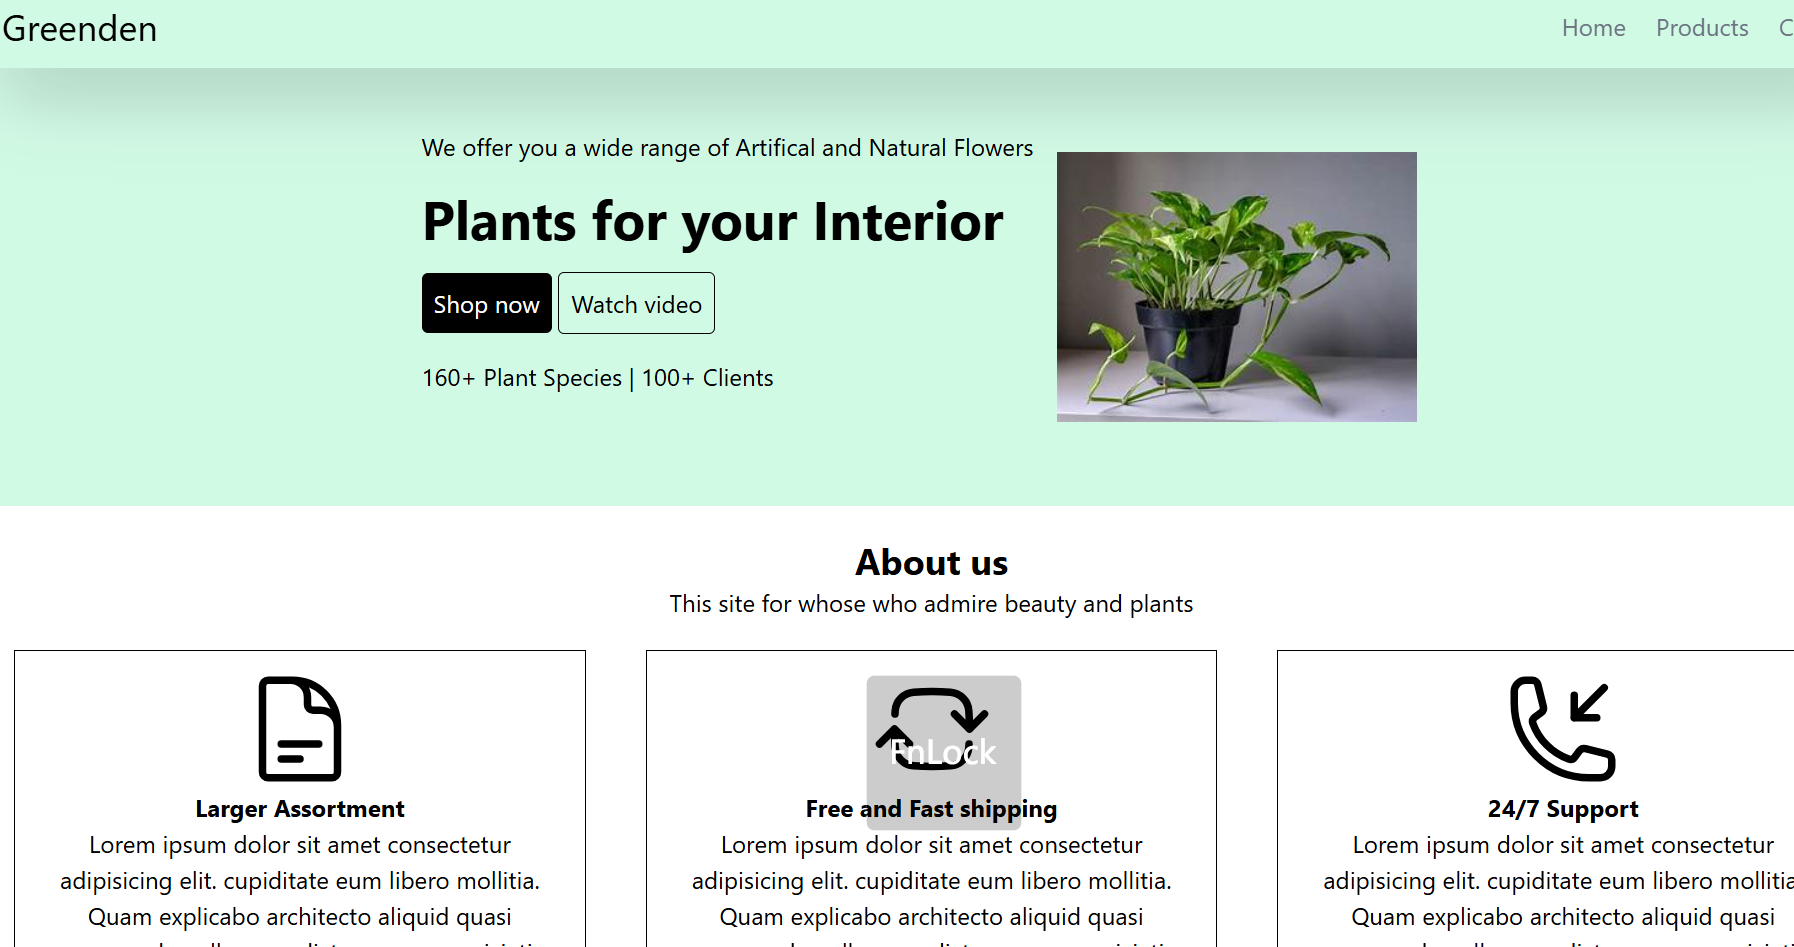 Greenden
Home Products C
We offer you a wide range of Artifical and Natural Flowers
Plants for your Interior
Shop now Watch video
160+ Plant Species | 100+ Clients
About us
This site for whose who admire beauty and plants
FnLock
Larger Assortment
Lorem ipsum dolor sit amet consectetur
adipisicing elit. cupiditate eum libero mollitia.
Quam explicabo architecto aliquid quasi
Free and Fast shipping
Lorem ipsum dolor sit amet consectetur
adipisicing elit. cupiditate eum libero mollitia.
Quam explicabo architecto aliquid quasi
24/7 Support
Lorem ipsum dolor sit amet consectetur
adipisicing elit. cupiditate eum libero mollitia
Quam explicabo architecto aliquid quasi